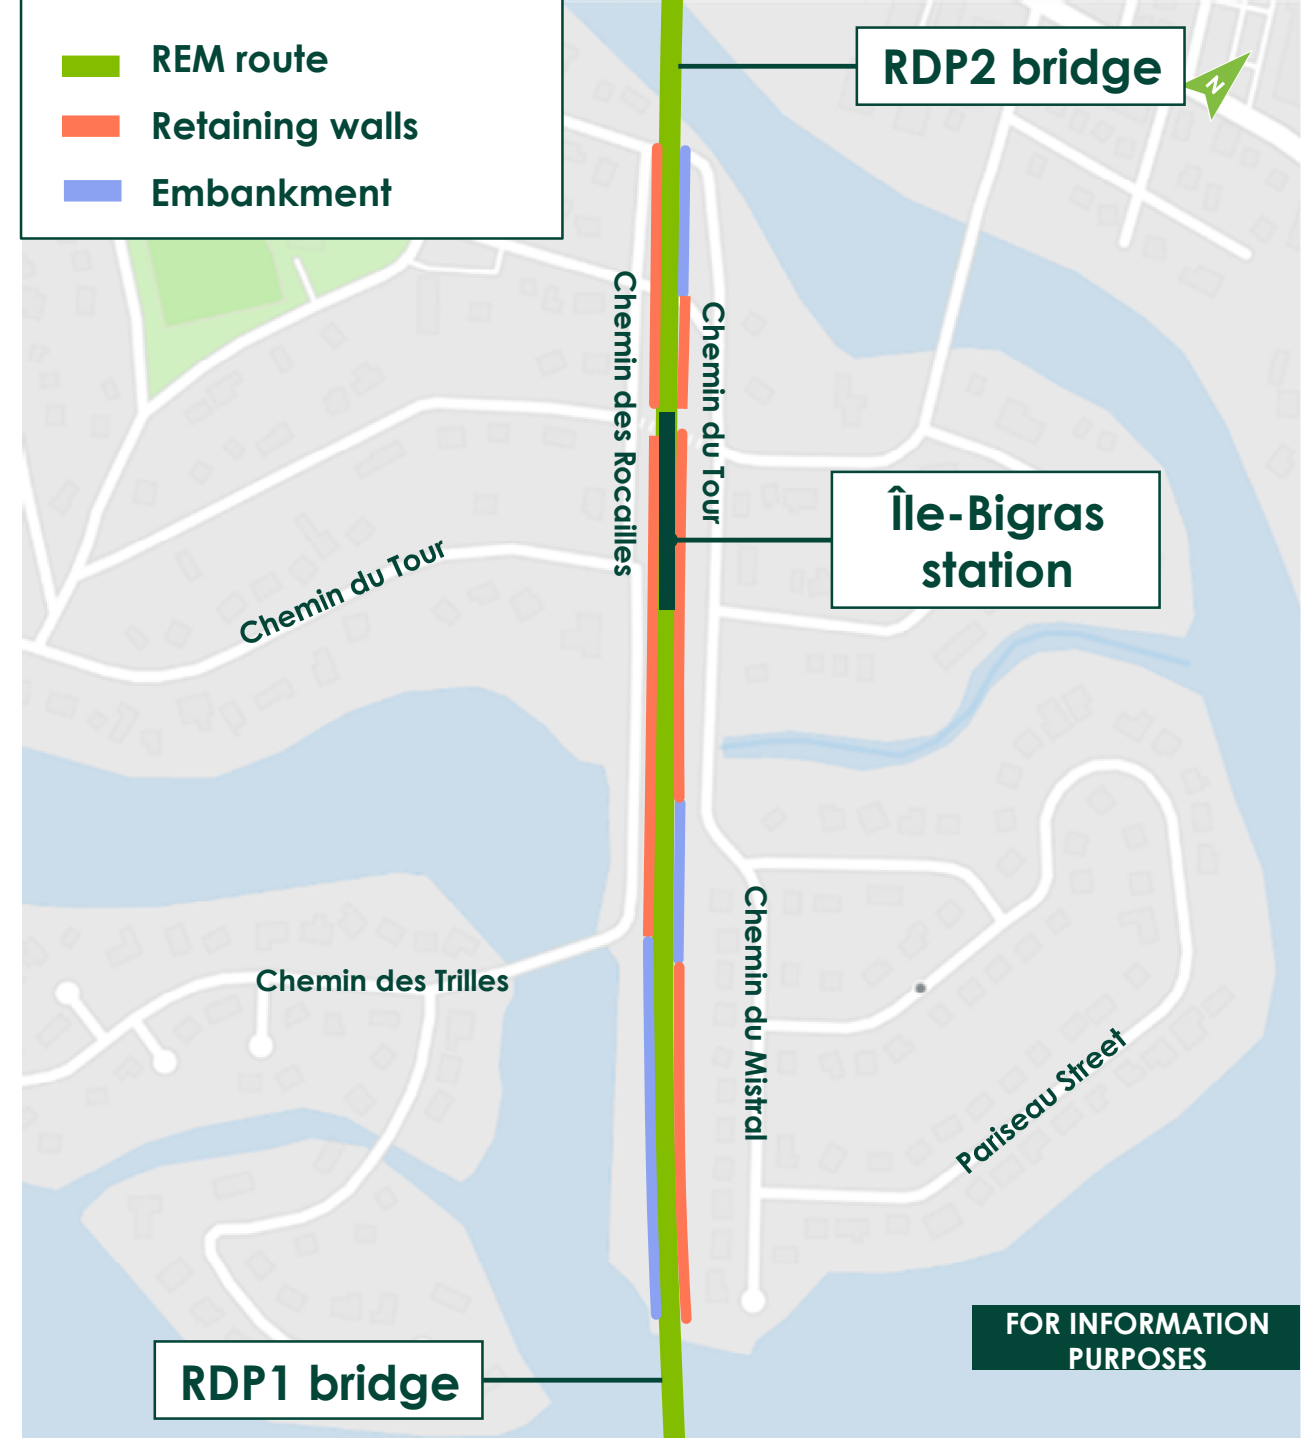 REM route
Retaining walls
Embankment
RDP2 bridge
N
Chemin des Rocailles
Chemin du Tour
Île-Bigras
station
Chemin du Tour
Chemin du Mistral
Chemin des Trilles
Pariseau Street
FOR INFORMATION
PURPOSES
RDP1 bridge